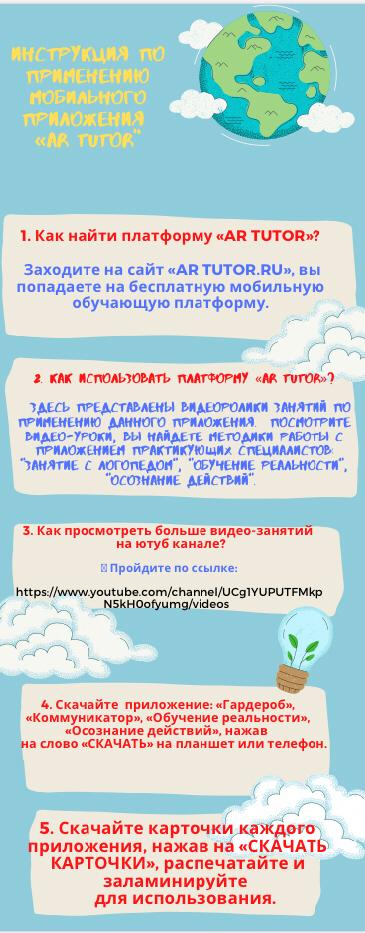 ИНСТРУКЦИЯ ПО
ПРИМЕНЕНИЮ
МОБИЛЬНОГО
ПРИЛОЖЕНИЯ
«AR TUTOR"
1. Как найти платформу «AR TUTOR»?
Заходите на сайт «AR TUTOR.RU», вы
попадаете на бесплатную мобильную
обучающую платформу.
2. КАК ИСПОЛЬЗОВАТЬ ПЛАТФОРМУ «AR TUTOR»?
ЗДЕСЬ ПРЕДСТАВЛЕНЫ ВИДЕОРОЛИКИ ЗАНЯТИЙ ПО
ПРИМЕНЕНИЮ ДАННОГО ПРИЛОЖЕНИЯ. ПОСМОТРИТЕ
ВИДЕО-УРОКИ, ВЫ НАЙДЕТЕ МЕТОДИКИ РАБОТЫ С
ПРИЛОЖЕНИЕМ ПРАКТИКУЮЩИХ СПЕЦИАЛИСТОВ:
"ЗАНЯТИЕ С ЛОГОПЕДОМ", "ОБУЧЕНИЕ РЕАЛЬНОСТИ",
"ОСОЗНАНИЕ ДЕЙСТВИЙ".
3. Как просмотреть больше видео-занятий
на ютуб канале?
Пройдите по ссылке:
https://www.youtube.com/channel/UCg1YUPUTFMkp
N5kH0ofyumg/videos
4. Скачайте приложение: «Гардероб»,
«Коммуникатор», «Обучение реальности»,
«Осознание действий», нажав
на слово «СКАЧАТЬ» на планшет или телефон.
5. Скачайте карточки каждого
приложения, нажав на «СКАЧАТЬ
КАРТОЧКИ», распечатайте и
заламинируйте
для использования.